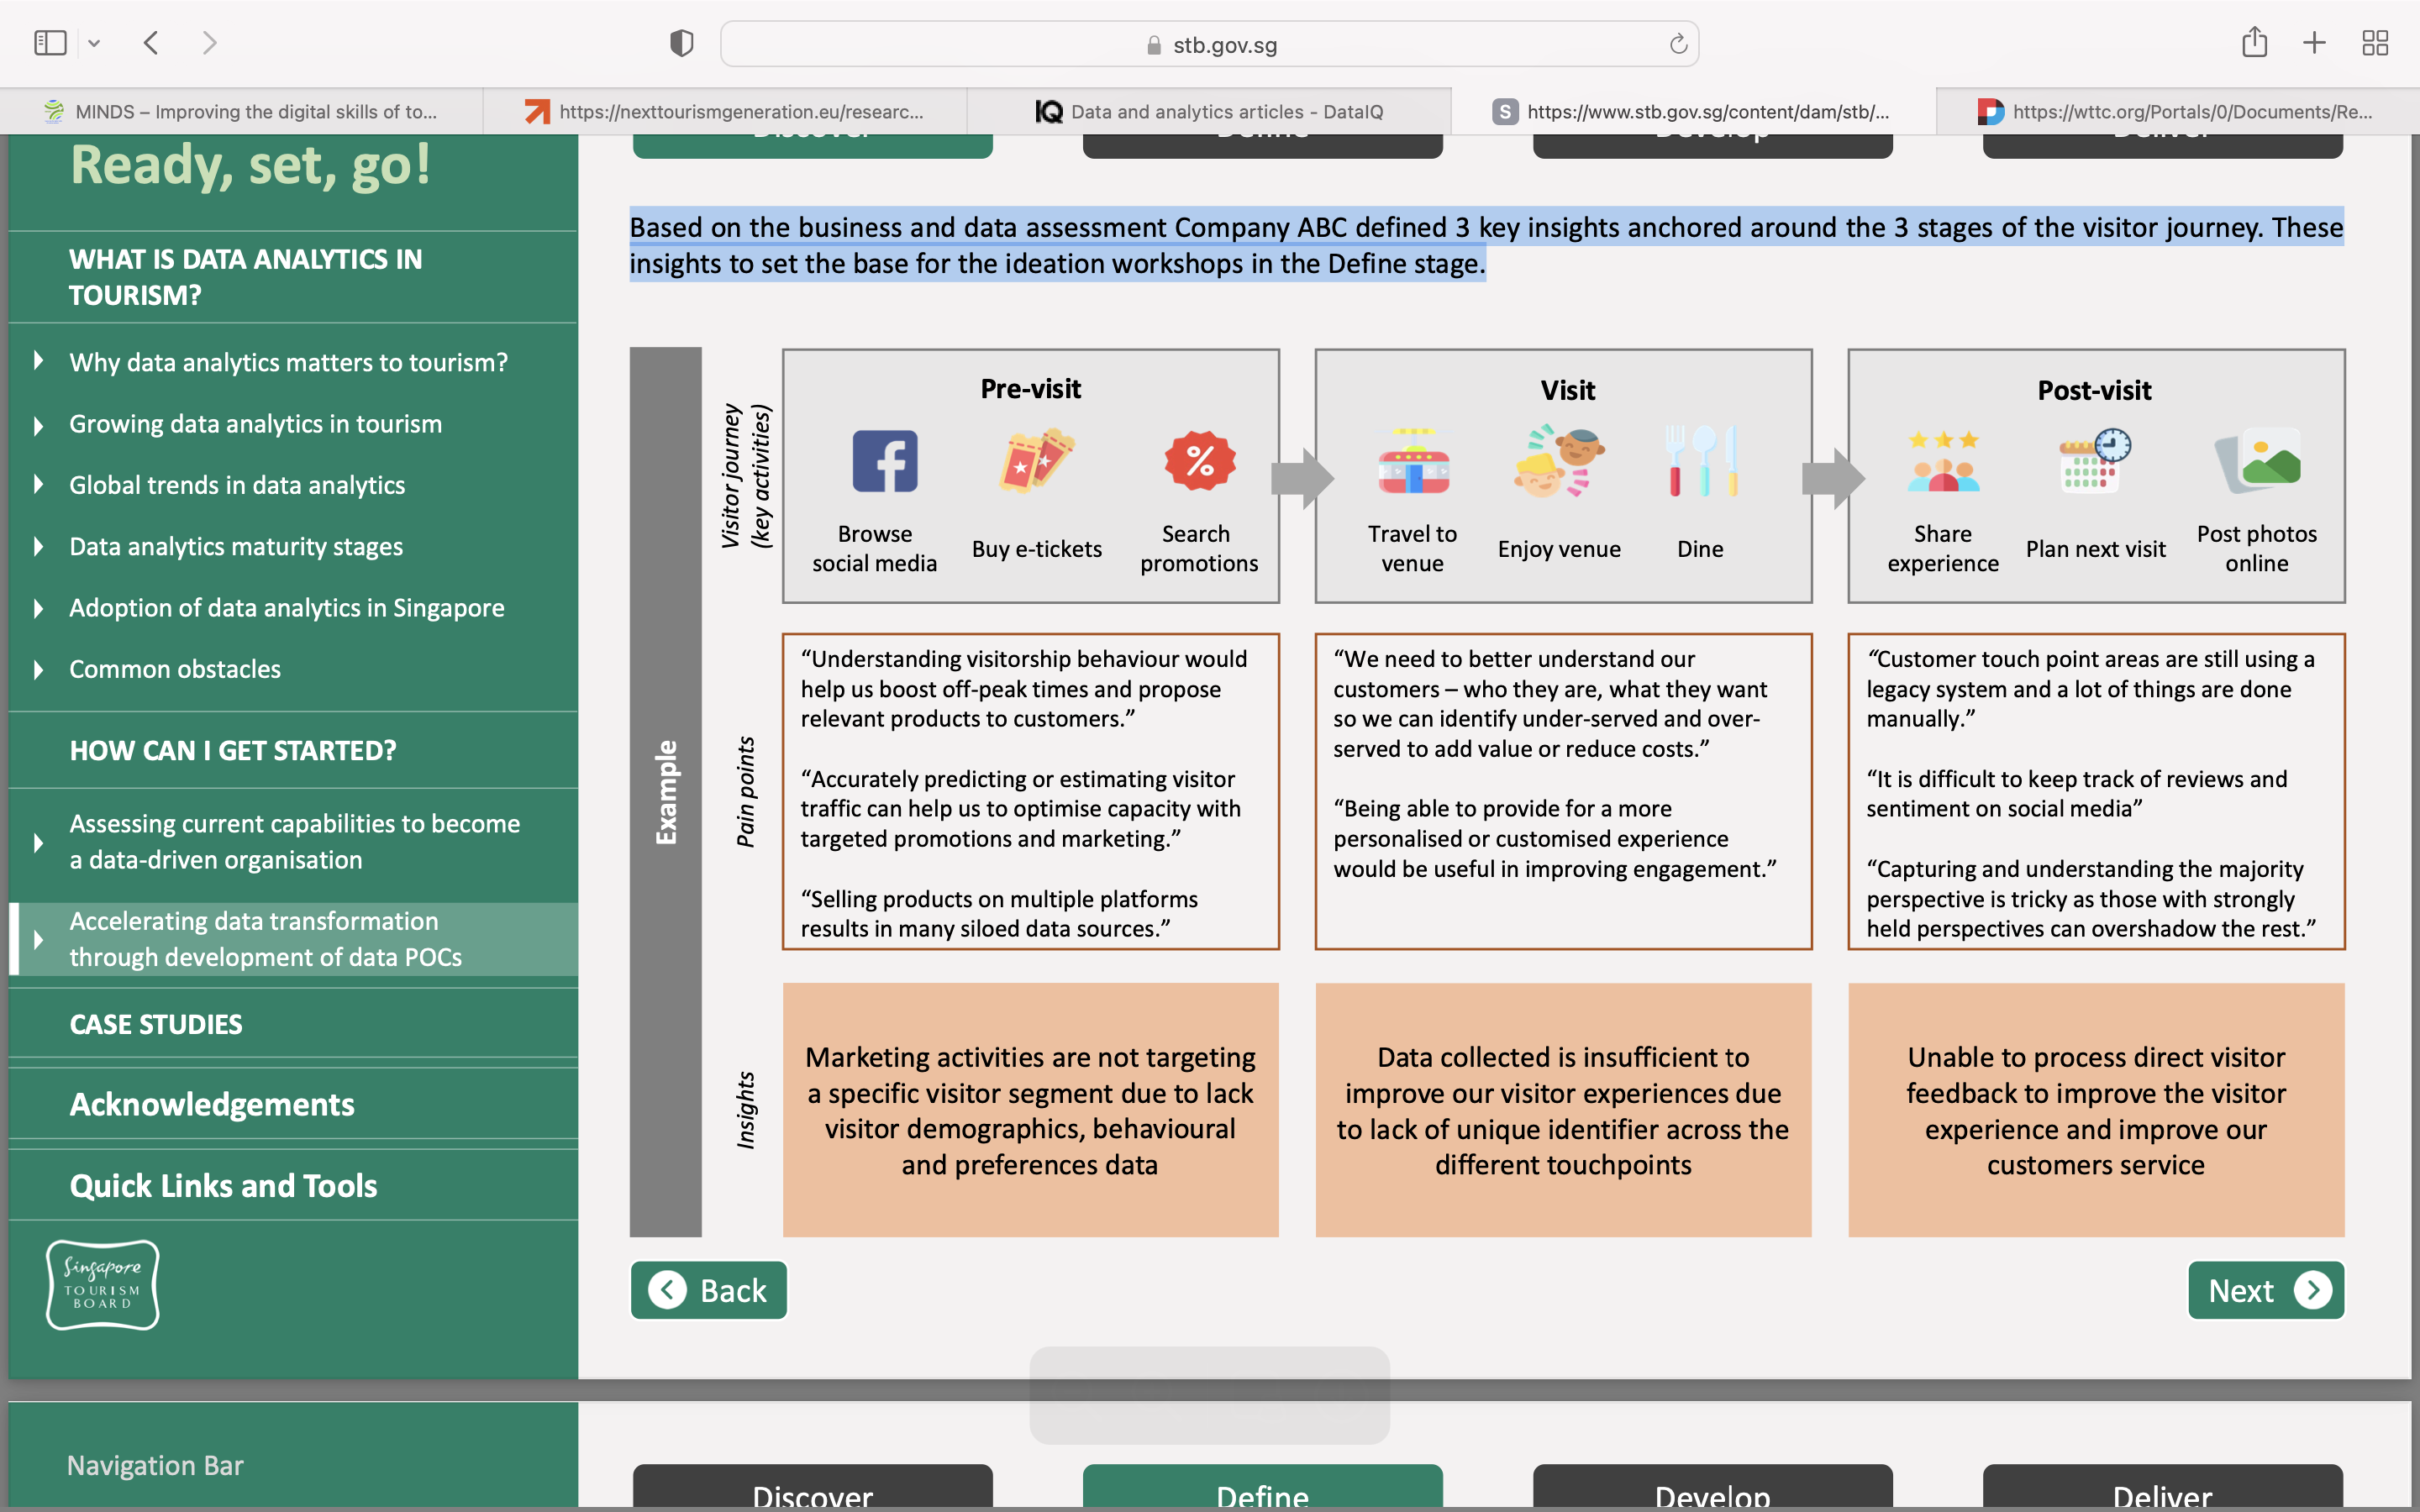 stb.gov.sg
MINDS – Improving the digital skills of to...
https://nexttourismgeneration.eu/researc...
IQ Data and analytics articles - DataIQ
S https://www.stb.gov.sg/content/dam/stb/...
https://wttc.org/Portals/0/Documents/Re...
Ready, set, go!
WHAT IS DATA ANALYTICS IN
TOURISM?
Why data analytics matters to tourism?
Growing data analytics in tourism
Global trends in data analytics
Data analytics maturity stages
Adoption of data analytics in Singapore
Common obstacles
HOW CAN I GET STARTED?
Assessing current capabilities to become
a data-driven organisation
Accelerating data transformation
through development of data POCs
CASE STUDIES
Acknowledgements
Quick Links and Tools
Singapore
TOURISM
BOARD
Discover
Define
Develop
Deliver
Based on the business and data assessment Company ABC defined 3 key insights anchored around the 3 stages of the visitor journey. These
insights to set the base for the ideation workshops in the Define stage.
Example
Visitor journey
(key activities)
Pre-visit
Browse
social media
Buy e-tickets
Search
promotions
Visit
Travel to
venue
Enjoy venue
Dine
Post-visit
Share
experience
Plan next visit
Post photos
online
Pain points
“Understanding visitorship behaviour would
help us boost off-peak times and propose
relevant products to customers.”
“Accurately predicting or estimating visitor
traffic can help us to optimise capacity with
targeted promotions and marketing.”
“Selling products on multiple platforms
results in many siloed data sources.”
“We need to better understand our
customers – who they are, what they want
so we can identify under-served and over-
served to add value or reduce costs.”
“Being able to provide for a more
personalised or customised experience
would be useful in improving engagement.”
“Customer touch point areas are still using a
legacy system and a lot of things are done
manually.”
“It is difficult to keep track of reviews and
sentiment on social media”
“Capturing and understanding the majority
perspective is tricky as those with strongly
held perspectives can overshadow the rest.”
Insights
Marketing activities are not targeting
a specific visitor segment due to lack
visitor demographics, behavioural
and preferences data
Data collected is insufficient to
improve our visitor experiences due
to lack of unique identifier across the
different touchpoints
Unable to process direct visitor
feedback to improve the visitor
experience and improve our
customers service
Back
Next
Navigation Bar
Discover
Define
Develop
Deliver